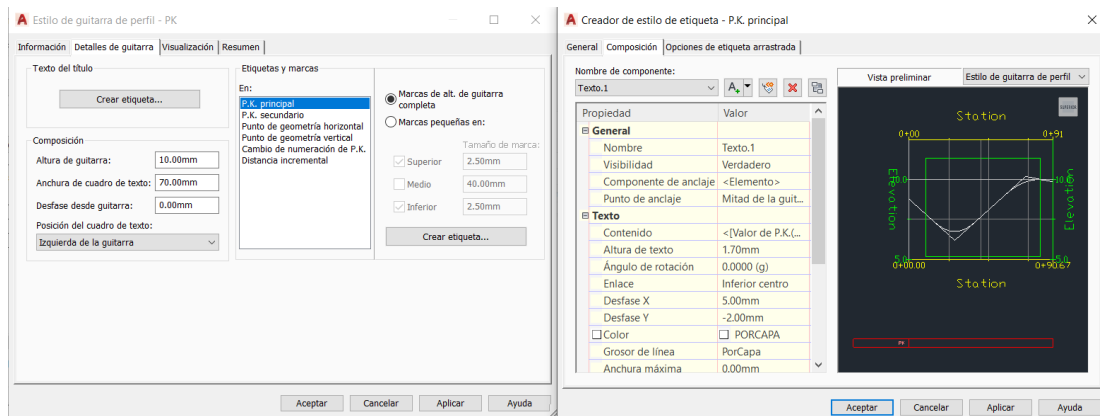 Estilo de guitarra de perfil - PK
Información Detalles de guitarra Visualización Resumen
Texto del título
Crear etiqueta...
Composición
Altura de guitarra: 10.00mm
Anchura de cuadro de texto: 70.00mm
Desfase desde guitarra: 0.00mm
Posición del cuadro de texto:
Izquierda de la guitarra
Etiquetas y marcas
En:
P.K. principal
P.K. secundario
Punto de geometría horizontal
Punto de geometría vertical
Cambio de numeración de P.K.
Distancia incremental
Marcas de alt. de guitarra
completa
Marcas pequeñas en:
Tamaño de marca:
Superior 2.50mm
Medio 40.00mm
Inferior 2.50mm
Crear etiqueta...
Aceptar Cancelar Aplicar Ayuda
Creador de estilo de etiqueta - P.K. principal
General Composición Opciones de etiqueta arrastrada
Nombre de componente:
Texto.1
Propiedad Valor
General
Nombre Texto.1
Visibilidad Verdadero
Componente de anclaje <Elemento>
Punto de anclaje Mitad de la guit...
Texto
Contenido <[Valor de P.K.(...
Altura de texto 1.70mm
Ángulo de rotación 0.0000 (g)
Enlace Inferior centro
Desfase X 5.00mm
Desfase Y -2.00mm
Color PORCAPA
Grosor de línea PorCapa
Anchura máxima 0.00mm
Vista preliminar Estilo de guitarra de perfil
Station
0+00 0+91
Elevation
Elevation
0+00.00 0+90.67
Station
PK
Aceptar Cancelar Aplicar Ayuda